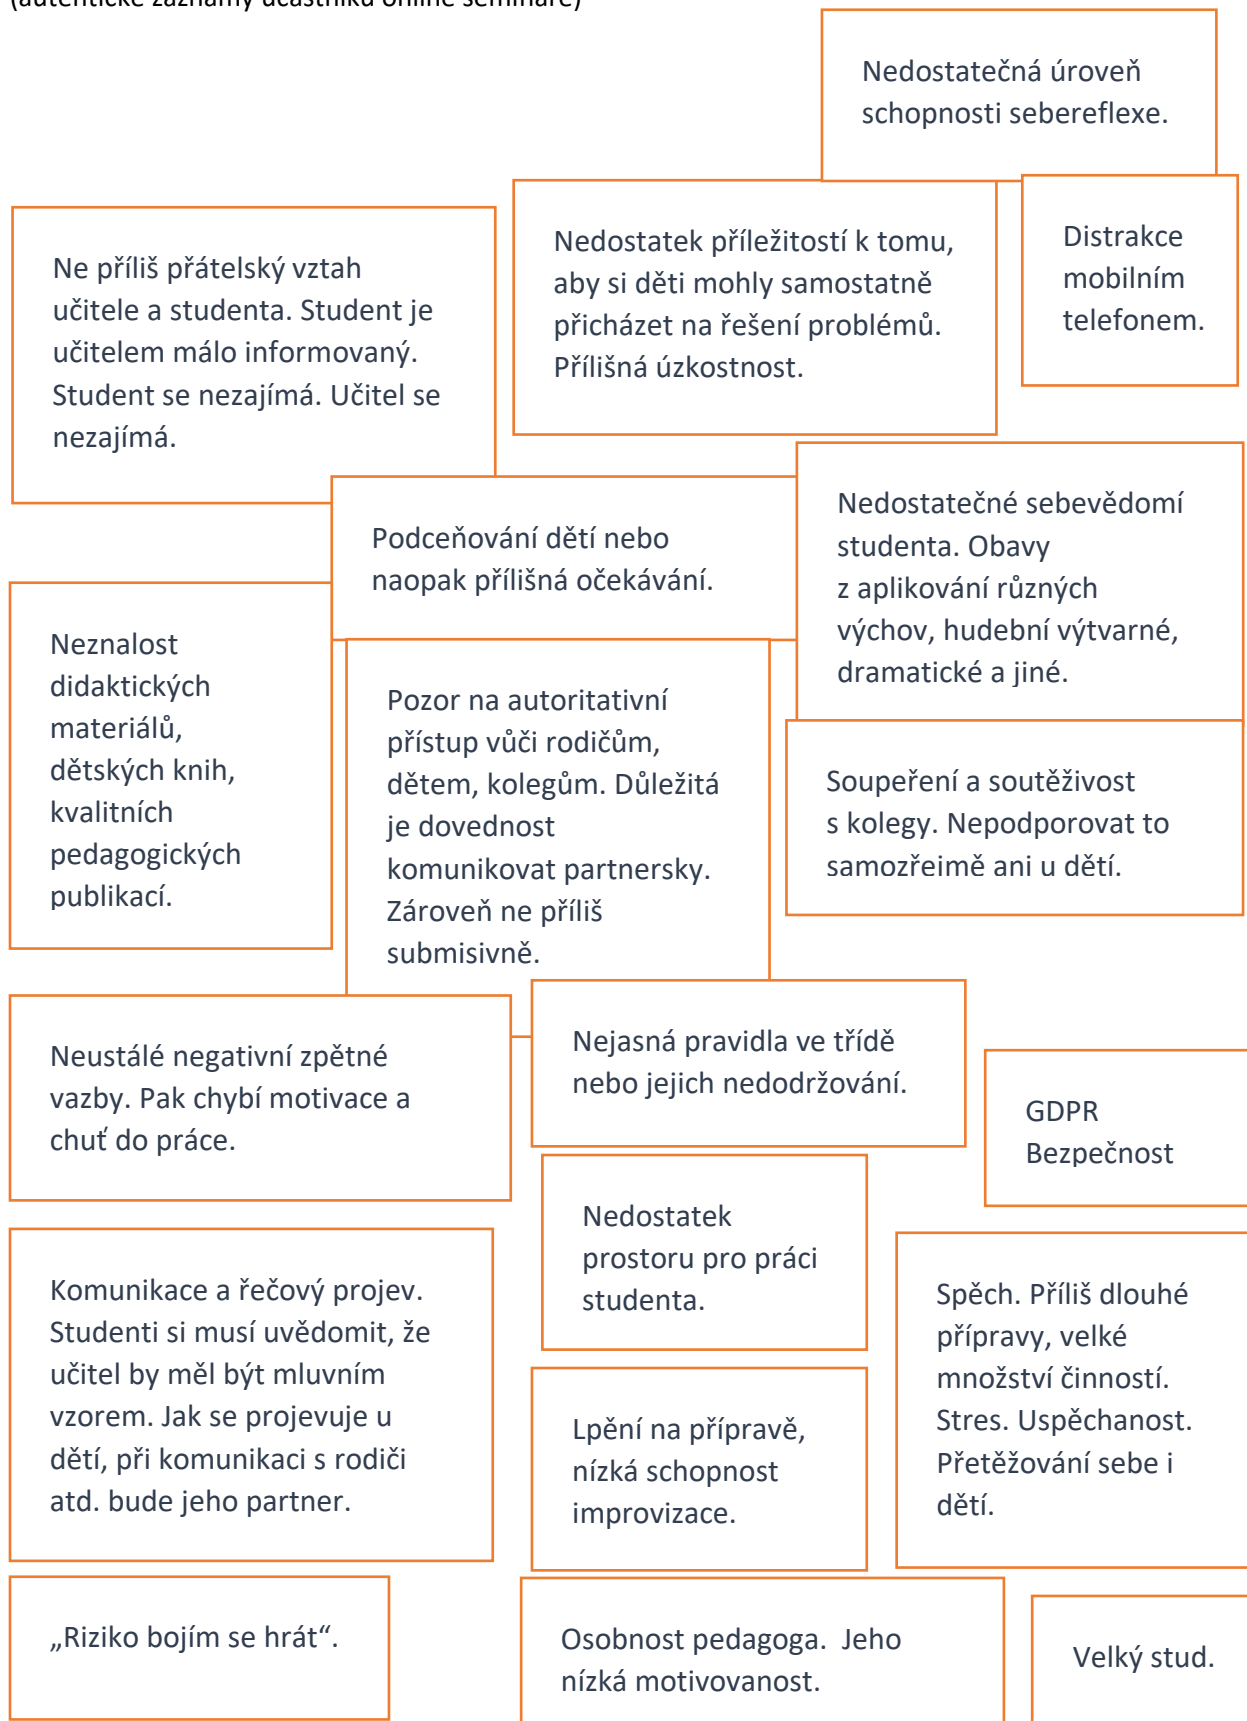 (autentické záznamy účastníků online semináře)
Nedostatečná úroveň
schopnosti sebereflexe.
Ne příliš přátelský vztah
učitele a studenta. Student je
učitelem málo informovaný.
Student se nezajímá. Učitel se
nezajímá.
Nedostatek příležitostí k tomu,
aby si děti mohly samostatně
přicházet na řešení problémů.
Přílišná úzkostnost.
Distrakce
mobilním
telefonem.
Podceňování dětí nebo
naopak přílišná očekávání.
Nedostatečné sebevědomí
studenta. Obavy
z aplikování různých
výchov, hudební výtvarné,
dramatické a jiné.
Neznalost
didaktických
materiálů,
dětských knih,
kvalitních
pedagogických
publikací.
Pozor na autoritativní
přístup vůči rodičům,
dětem, kolegům. Důležitá
je dovednost
komunikovat partnersky.
Zároveň ne příliš
submisivně.
Soupeření a soutěživost
s kolegy. Nepodporovat to
samozřejmě ani u dětí.
Neustálé negativní zpětné
vazby. Pak chybí motivace a
chuť do práce.
Nejasná pravidla ve třídě
nebo jejich nedodržování.
GDPR
Bezpečnost
Nedostatek
prostoru pro práci
studenta.
Komunikace a řečový projev.
Studenti si musí uvědomit, že
učitel by měl být mluvním
vzorem. Jak se projevuje u
dětí, při komunikaci s rodiči
atd. bude jeho partner.
Spěch. Příliš dlouhé
přípravy, velké
množství činností.
Stres. Uspěchanost.
Přetěžování sebe i
dětí.
Lpění na přípravě,
nízká schopnost
improvizace.
„Riziko bojím se hrát“.
Osobnost pedagoga. Jeho
nízká motivovanost.
Velký stud.